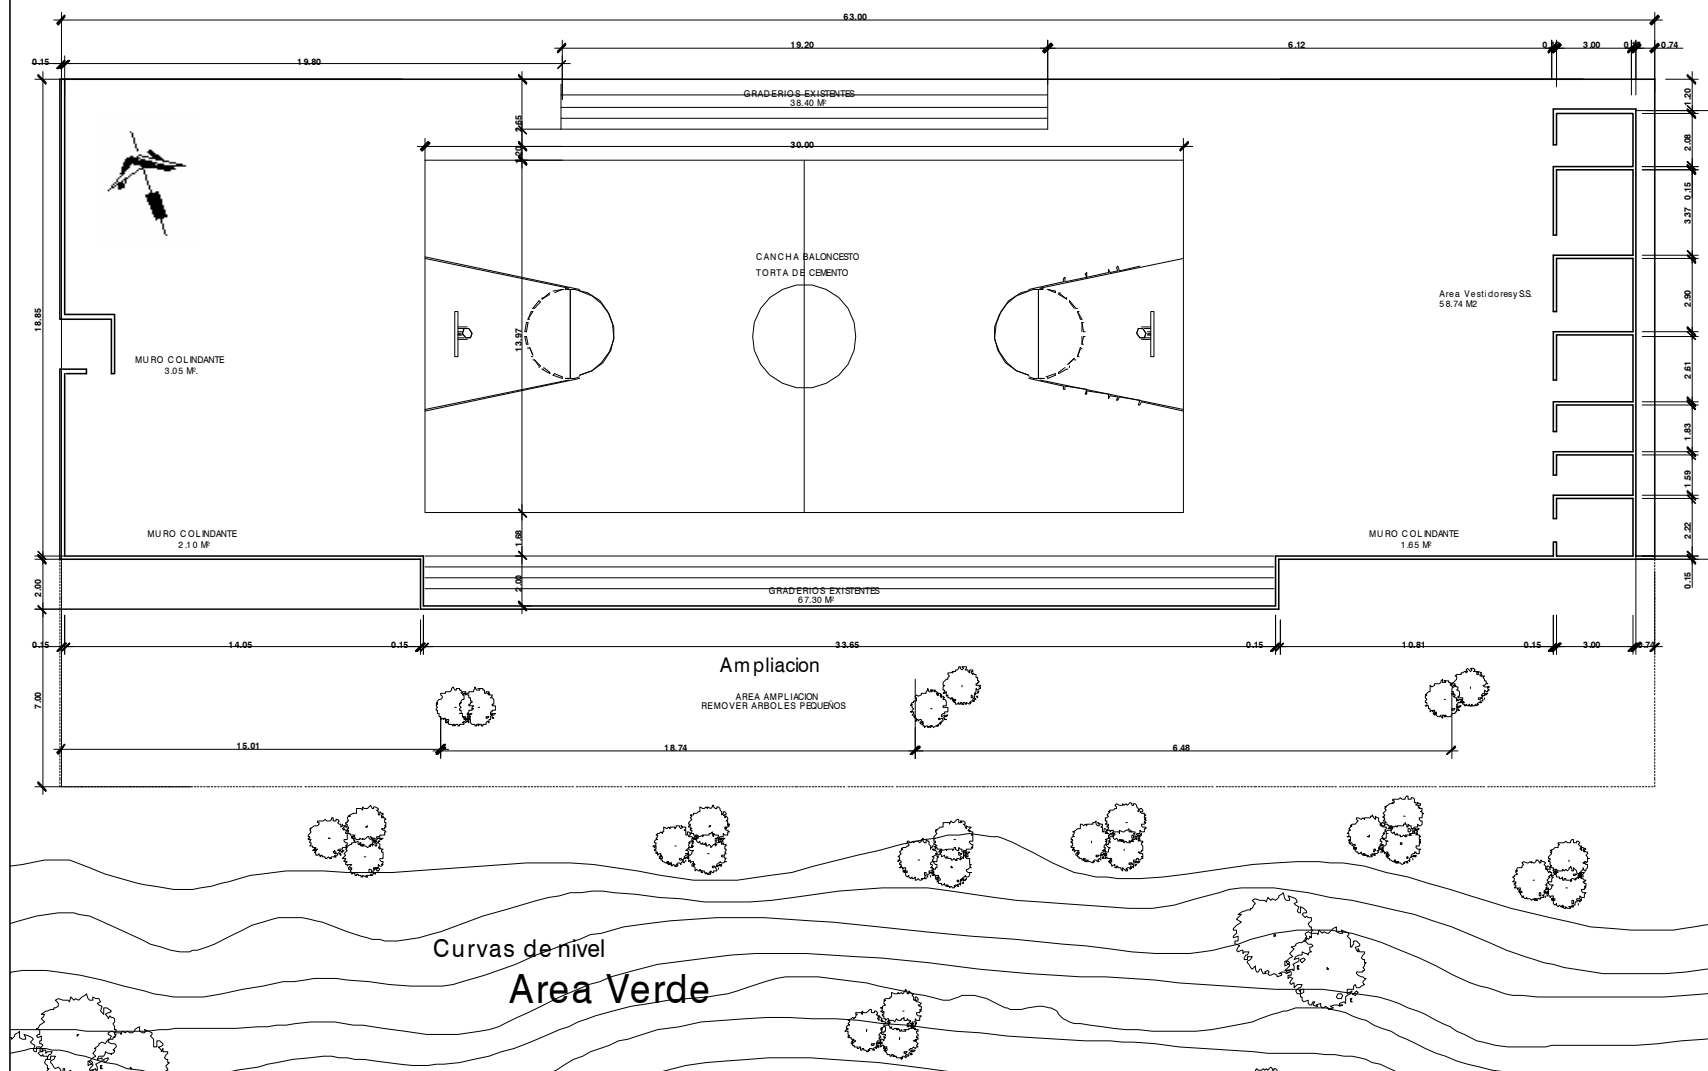 63.00
19.20
6.12
3.00
0.74
0.15
19.80
GRADERIOS EXISTENTES
38.40 M²
1.20
2.65
1.20
30.00
2.08
0.15
3.37
CANCHA BALONCESTO
TORTA DE CEMENTO
Area Vestidores y S.S.
58.74 M2
2.90
18.85
13.97
MURO COLINDANTE
3.05 M².
2.61
1.83
1.59
MURO COLINDANTE
2.10 M²
1.68
MURO COLINDANTE
1.65 M²
2.22
2.00
2.00
GRADERIOS EXISTENTES
67.30 M²
0.15
0.15
14.05
0.15
33.65
0.15
10.81
0.15
3.00
0.74
Ampliacion
AREA AMPLIACION
REMOVER ARBOLES PEQUEÑOS
7.00
15.01
18.74
6.48
Curvas de nivel
Area Verde